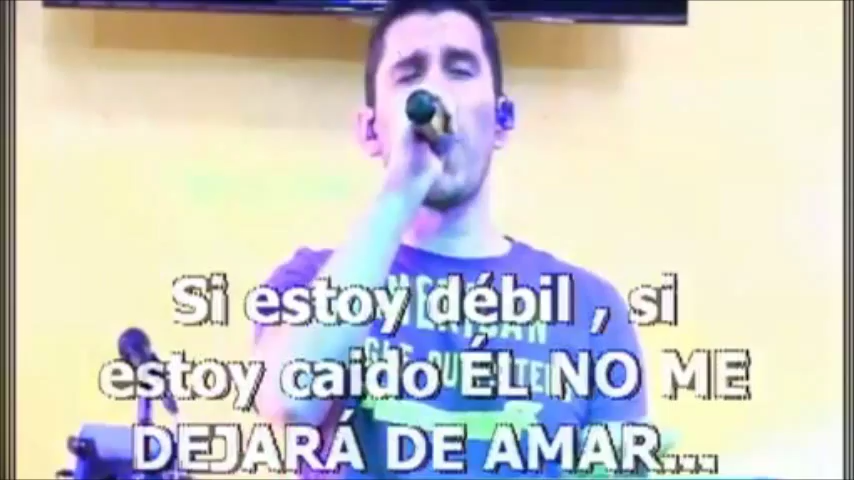 Si estoy débil , si
estoy caido ÉL NO ME
DEJARÁ DE AMAR...